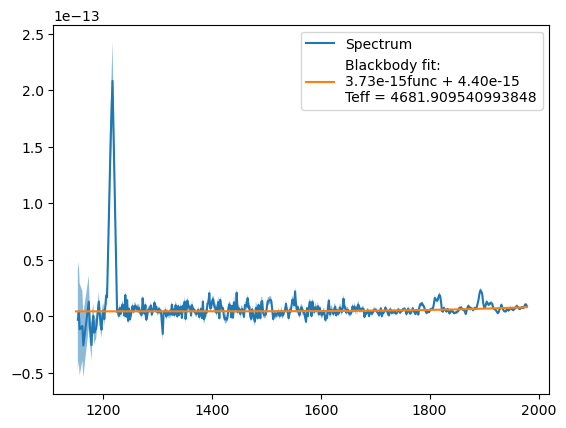 1e−13
2.5
2.0
1.5
1.0
0.5
0.0
−0.5
1200
1400
1600
1800
2000
Spectrum
Blackbody fit:
3.73e-15func + 4.40e-15
Teff = 4681.909540993848